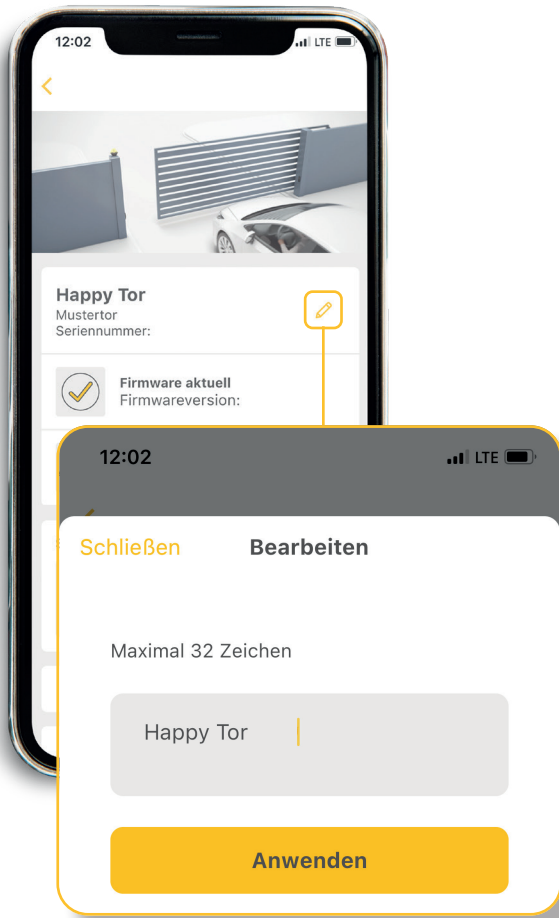 12:02
LTE
Happy Tor
Mustertor
Seriennummer:
Firmware aktuell
Firmwareversion:
12:02
LTE
Schließen Bearbeiten
Maximal 32 Zeichen
Happy Tor
Anwenden